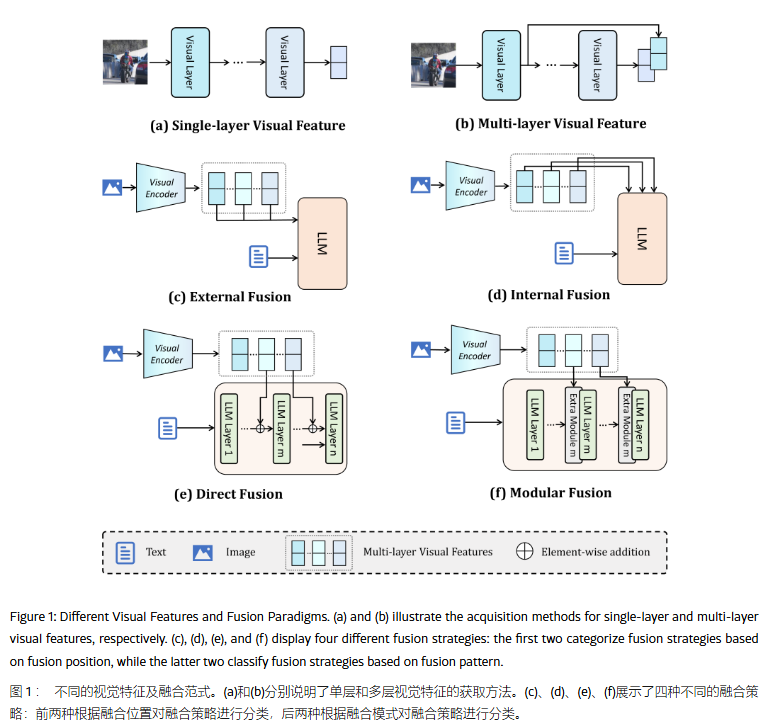 Visual Layer
...
Visual Layer
Visual Layer
...
Visual Layer
(a) Single-layer Visual Feature
(b) Multi-layer Visual Feature
Visual
Encoder
LLM
(c) External Fusion
Visual
Encoder
LLM
(d) Internal Fusion
Visual
Encoder
LLM Layer 1
LLM Layer m
LLM Layer n
(e) Direct Fusion
Visual
Encoder
LLM Layer 1
Extra Module m
LLM Layer m
Extra Module m
LLM Layer n
(f) Modular Fusion
Text
Image
Multi-layer Visual Features
Element-wise addition
Figure 1: Different Visual Features and Fusion Paradigms. (a) and (b) illustrate the acquisition methods for single-layer and multi-layer
visual features, respectively. (c), (d), (e), and (f) display four different fusion strategies: the first two categorize fusion strategies based
on fusion position, while the latter two classify fusion strategies based on fusion pattern.
图 1： 不同的视觉特征及融合范式。(a)和(b)分别说明了单层和多层视觉特征的获取方法。(c)、(d)、(e)、(f)展示了四种不同的融合策
略：前两种根据融合位置对融合策略进行分类，后两种根据融合模式对融合策略进行分类。